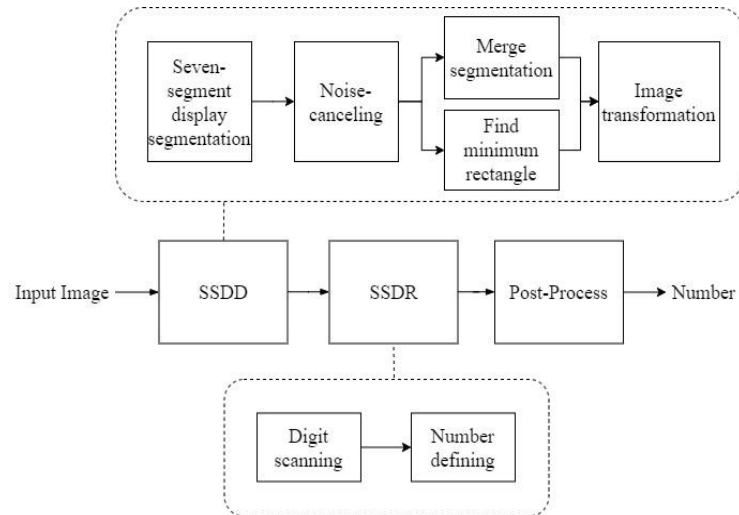 Seven-
segment
display
segmentation
Noise-
canceling
Merge
segmentation
Find
minimum
rectangle
Image
transformation
Input Image
SSDD
SSDR
Post-Process
Number
Digit
scanning
Number
defining